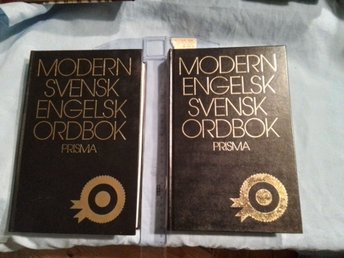 MODERN
SVENSK
ENGELSK
ORDBOK
PRISMA
MODERN
ENGELSK
SVENSK
ORDBOK
PRISMA